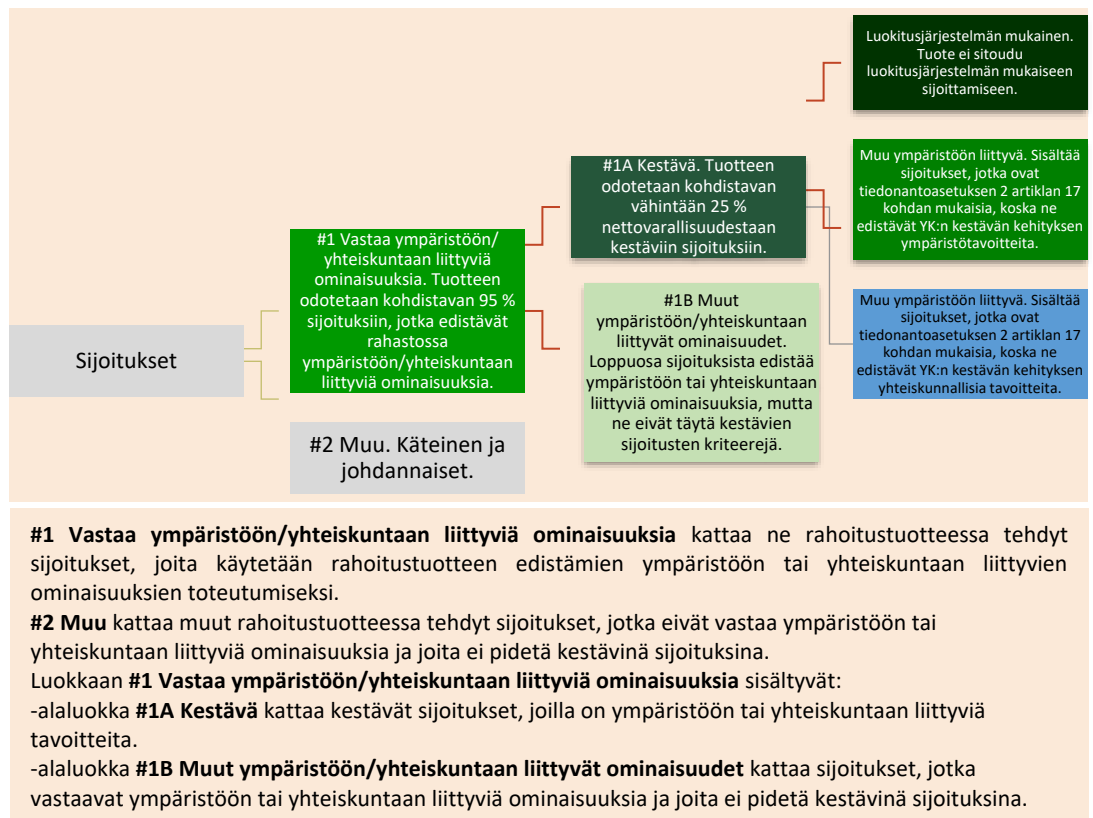 Sijoitukset
#1 Vastaa ympäristöön/
yhteiskuntaan liittyviä
ominaisuuksia. Tuotteen
odotetaan kohdistavan 95 %
sijoituksiin, jotka edistävät
rahastossa
ympäristöön/yhteiskuntaan
liittyviä ominaisuuksia.
#2 Muu. Käteinen ja
johdannaiset.
#1A Kestävä. Tuotteen
odotetaan kohdistavan
vähintään 25 %
nettovarallisuudestaan
kestäviin sijoituksiin.
#1B Muut
ympäristöön/yhteiskuntaan
liittyvät ominaisuudet.
Loppuosa sijoituksista edistää
ympäristöön tai yhteiskuntaan
liittyviä ominaisuuksia, mutta
ne eivät täytä kestävien
sijoitusten kriteerejä.
Luokitusjärjestelmän mukainen.
Tuote ei sitoudu
luokitusjärjestelmän mukaiseen
sijoittamiseen.
Muu ympäristöön liittyvä. Sisältää
sijoitukset, jotka ovat
tiedonantoasetuksen 2 artiklan 17
kohdan mukaisia, koska ne
edistävät YK:n kestävän kehityksen
ympäristötavoitteita.
Muu ympäristöön liittyvä. Sisältää
sijoitukset, jotka ovat
tiedonantoasetuksen 2 artiklan 17
kohdan mukaisia, koska ne
edistävät YK:n kestävän kehityksen
yhteiskunnallisia tavoitteita.
#1 Vastaa ympäristöön/yhteiskuntaan liittyviä ominaisuuksia kattaa ne rahoitustuotteessa tehdyt
sijoitukset, joita käytetään rahoitustuotteen edistämien ympäristöön tai yhteiskuntaan liittyvien
ominaisuuksien toteutumiseksi.
#2 Muu kattaa muut rahoitustuotteessa tehdyt sijoitukset, jotka eivät vastaa ympäristöön tai
yhteiskuntaan liittyviä ominaisuuksia ja joita ei pidetä kestävinä sijoituksina.
Luokkaan #1 Vastaa ympäristöön/yhteiskuntaan liittyviä ominaisuuksia sisältyvät:
-alaluokka #1A Kestävä kattaa kestävät sijoitukset, joilla on ympäristöön tai yhteiskuntaan liittyviä
tavoitteita.
-alaluokka #1B Muut ympäristöön/yhteiskuntaan liittyvät ominaisuudet kattaa sijoitukset, jotka
vastaavat ympäristöön tai yhteiskuntaan liittyviä ominaisuuksia ja joita ei pidetä kestävinä sijoituksina.